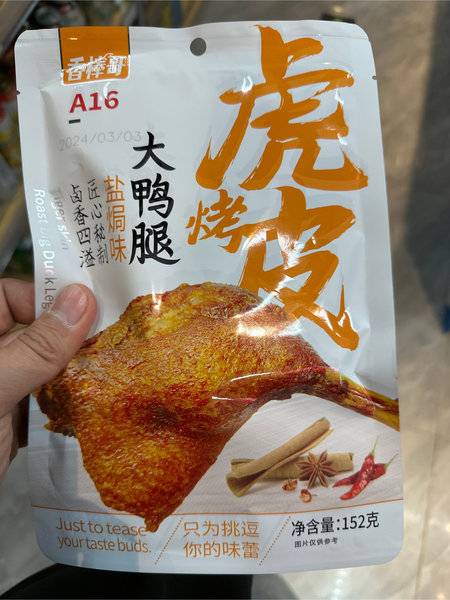 香棒哥
A16
2024/03/03
虎皮
烤
大鸭腿
盐焗味
匠心秘制
卤香四溢
Tiger skin
Roasting Duck Leg
Just to tease
your taste buds.
只为挑逗
你的味蕾
净含量:152克
图片仅供参考